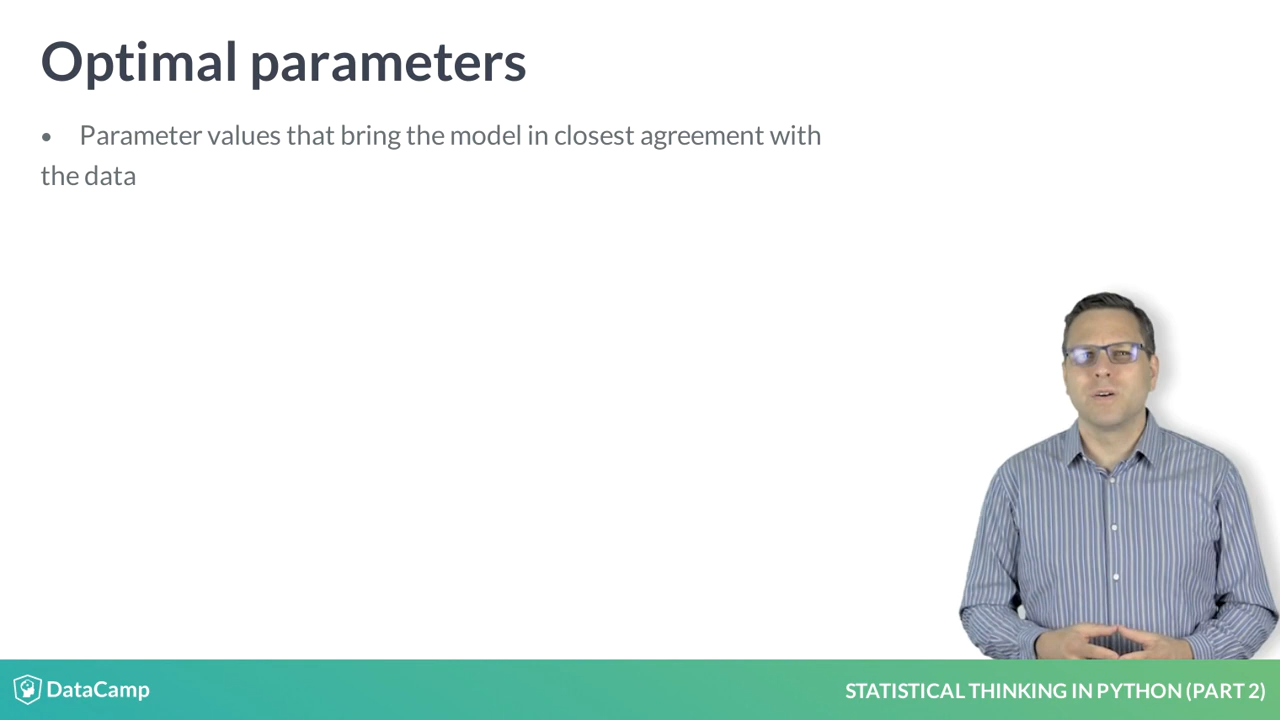 Optimal parameters
• Parameter values that bring the model in closest agreement with
the data
DataCamp
STATISTICAL THINKING IN PYTHON (PART 2)